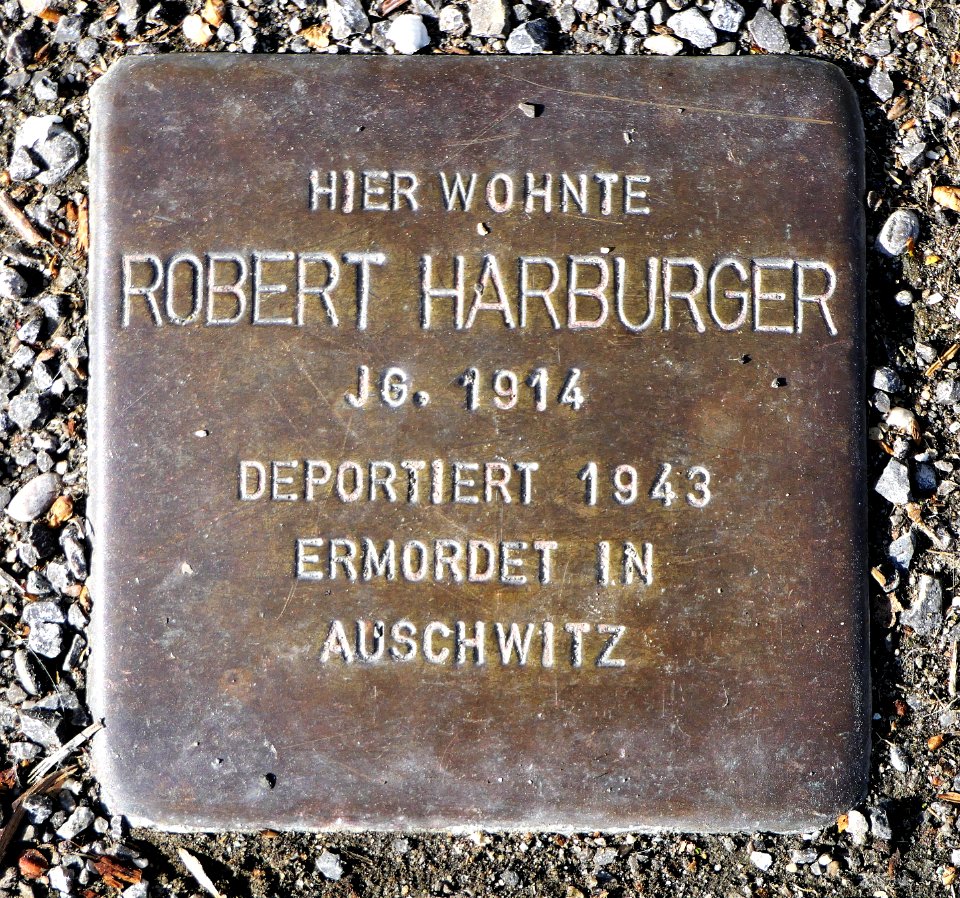 HIER WOHNTE
ROBERT HARBURGER
JG. 1914
DEPORTIERT 1943
ERMORDET IN
AUSCHWITZ